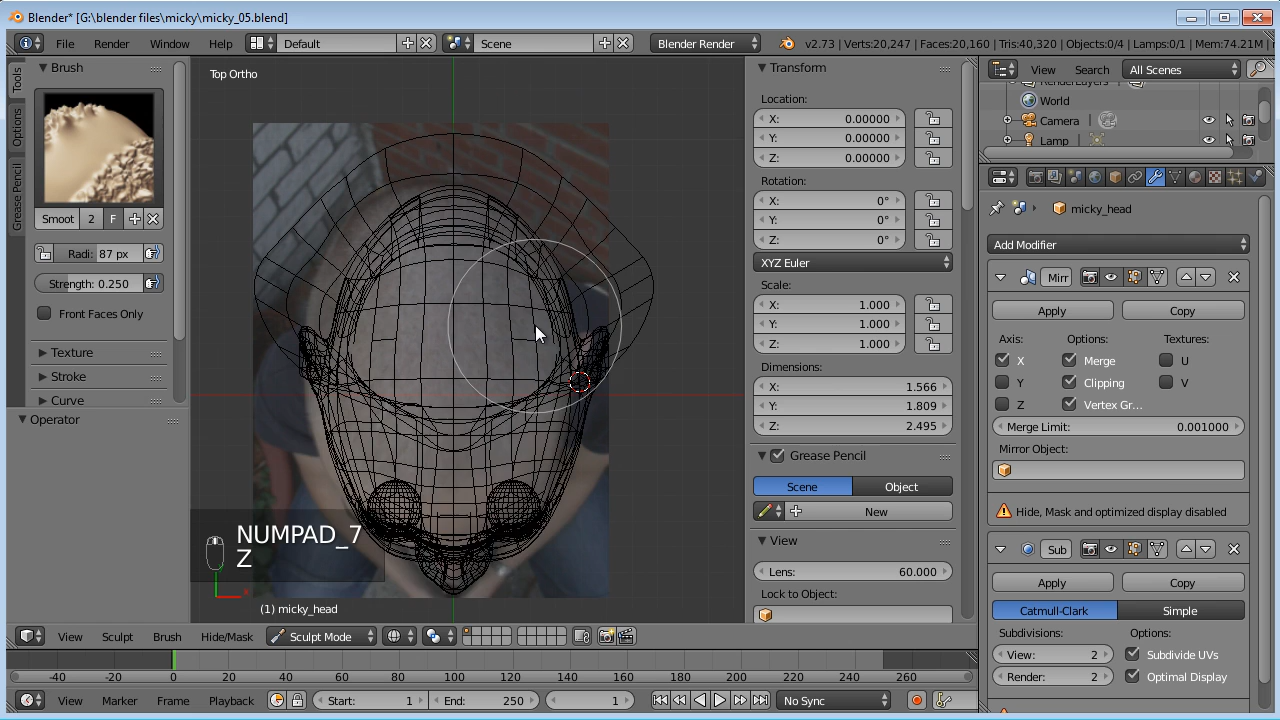 Blender* [G:\blender files\micky\micky_05.blend]
File Render Window Help Default Scene Blender Render v2.73 | Verts:20,247 | Faces:20,160 | Tris:40,320 | Objects:0/4 | Lamps:0/1 | Mem:74.21M |
Tools
Options
Grease Pencil
Brush
Smoot 2 F
Radi: 87 px
Strength: 0.250
Front Faces Only
Texture
Stroke
Curve
Operator
Top Ortho
NUMPAD_7
Z
(1) micky_head
Transform
Location:
X: 0.00000
Y: 0.00000
Z: 0.00000
Rotation:
X: 0°
Y: 0°
Z: 0°
XYZ Euler
Scale:
X: 1.000
Y: 1.000
Z: 1.000
Dimensions:
X: 1.566
Y: 1.809
Z: 2.495
Grease Pencil
Scene Object
New
View
Lens: 60.000
Lock to Object:
View Search All Scenes
RenderLayers
World
Camera
Lamp
micky_head
Add Modifier
Mirr
Apply Copy
Axis: Options: Textures:
X Merge U
Y Clipping V
Z Vertex Gr...
Merge Limit: 0.001000
Mirror Object:
Hide, Mask and optimized display disabled
Sub
Apply Copy
Catmull-Clark Simple
Subdivisions: Options:
View: 2 Subdivide UVs
Render: 2 Optimal Display
View Sculpt Brush Hide/Mask Sculpt Mode
-40 -20 0 20 40 60 80 100 120 140 160 180 200 220 240 260
View Marker Frame Playback Start: 1 End: 250 1 No Sync